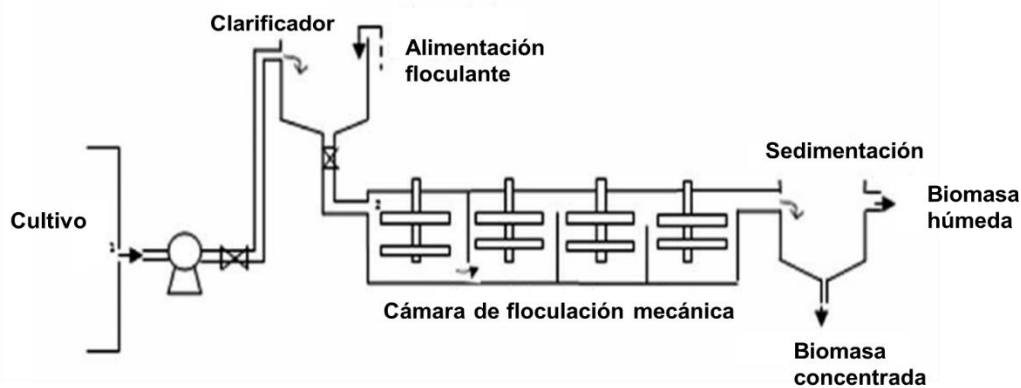 Clarificador
Alimentación
floculante
Cultivo
Sedimentación
Biomasa
húmeda
Cámara de floculación mecánica
Biomasa
concentrada